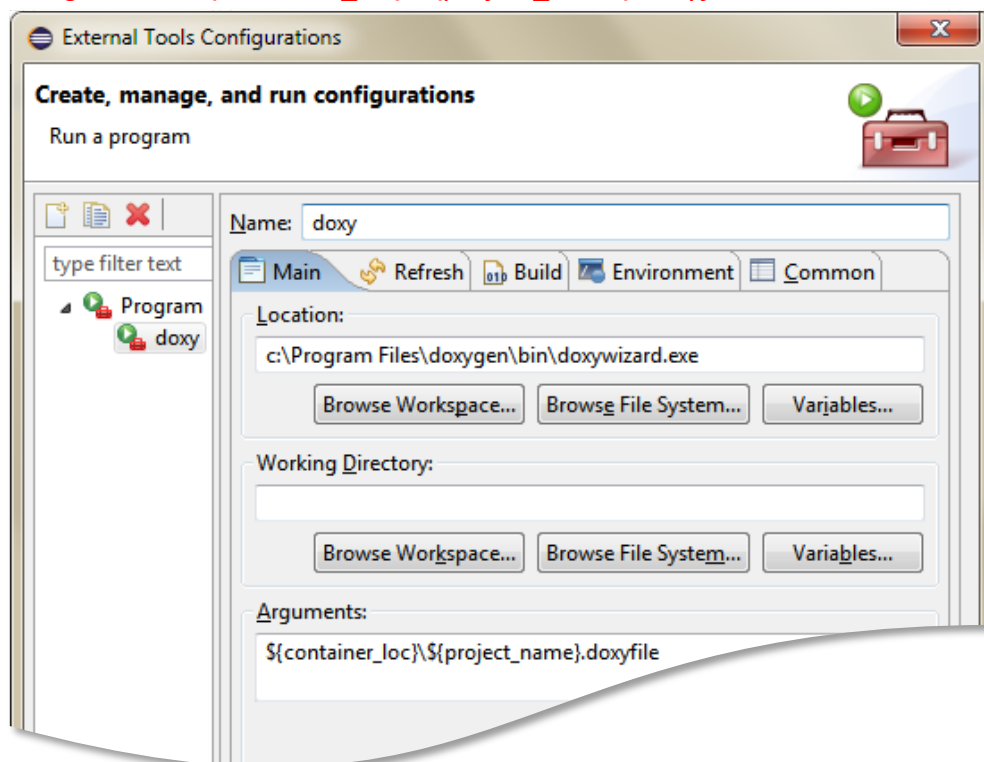 External Tools Configurations
Create, manage, and run configurations
Run a program
Name: doxy
type filter text
Main Refresh Build Environment Common
Program
doxy
Location:
c:\Program Files\doxygen\bin\doxywizard.exe
Browse Workspace... Browse File System... Variables...
Working Directory:
Browse Workspace... Browse File System... Variables...
Arguments:
${container_loc}\${project_name}.doxyfile